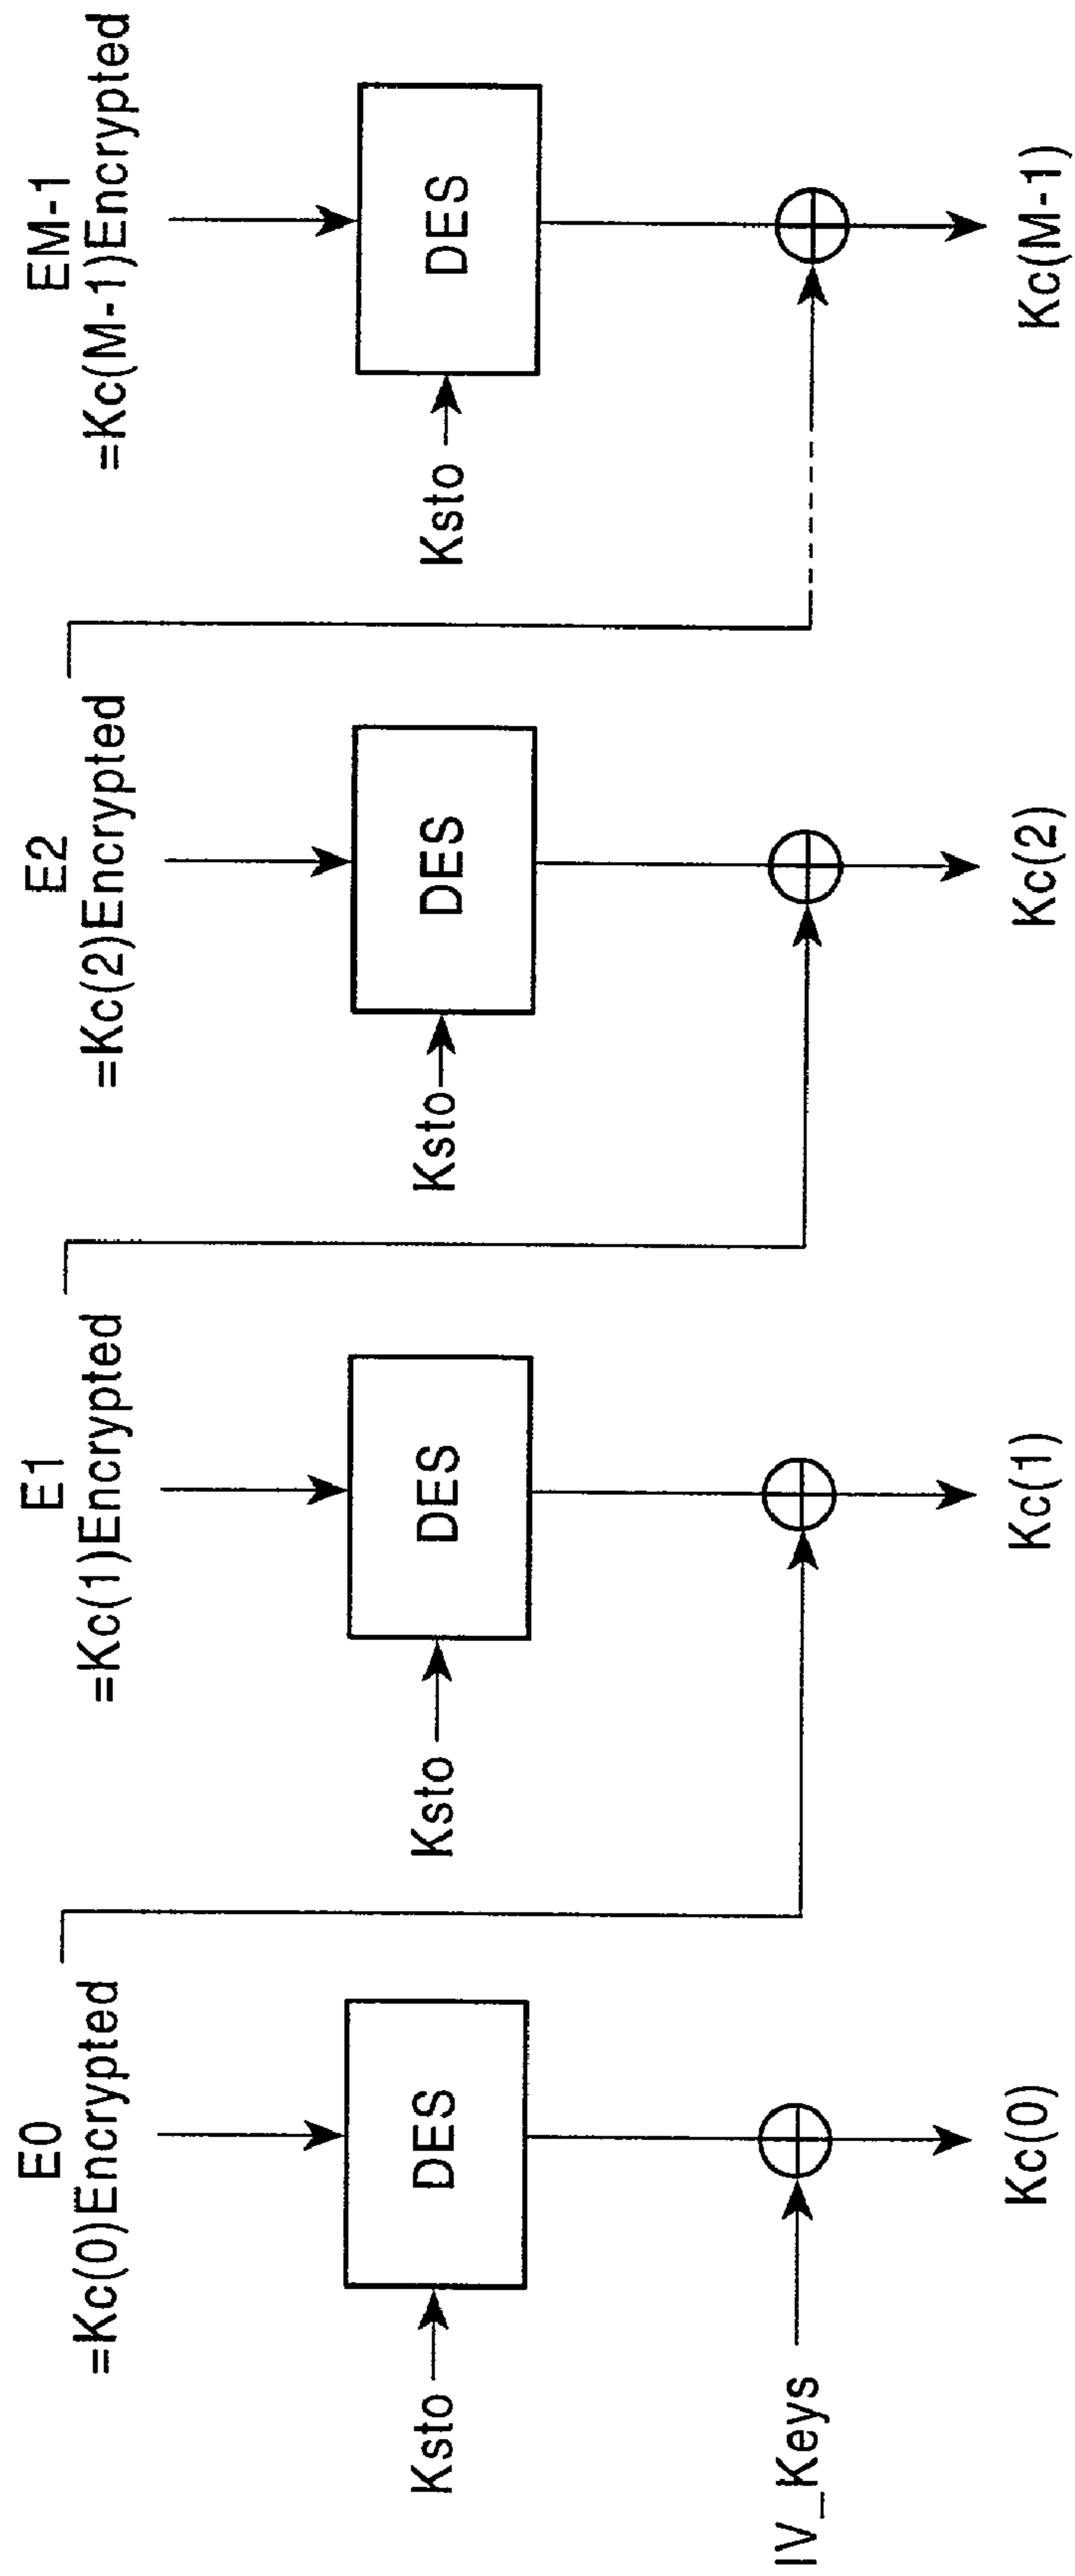 E0
=Kc(0)Encrypted
E1
=Kc(1)Encrypted
E2
=Kc(2)Encrypted
EM-1
=Kc(M-1)Encrypted
Ksto
DES
Ksto
DES
Ksto
DES
Ksto
DES
IV_Keys
Kc(0)
Kc(1)
Kc(2)
Kc(M-1)